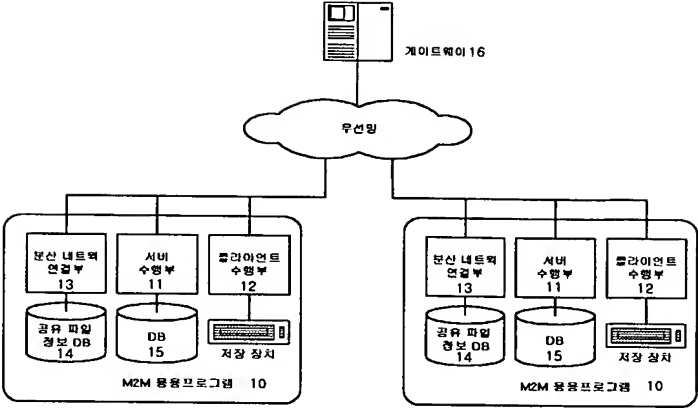 게이트웨이 16
무선망
분산 네트웍
연결부
13
서버
수행부
11
클라이언트
수행부
12
공유 파일
정보 DB
14
DB
15
저장 장치
M2M 응용프로그램 10
분산 네트웍
연결부
13
서버
수행부
11
클라이언트
수행부
12
공유 파일
정보 DB
14
DB
15
저장 장치
M2M 응용프로그램 10